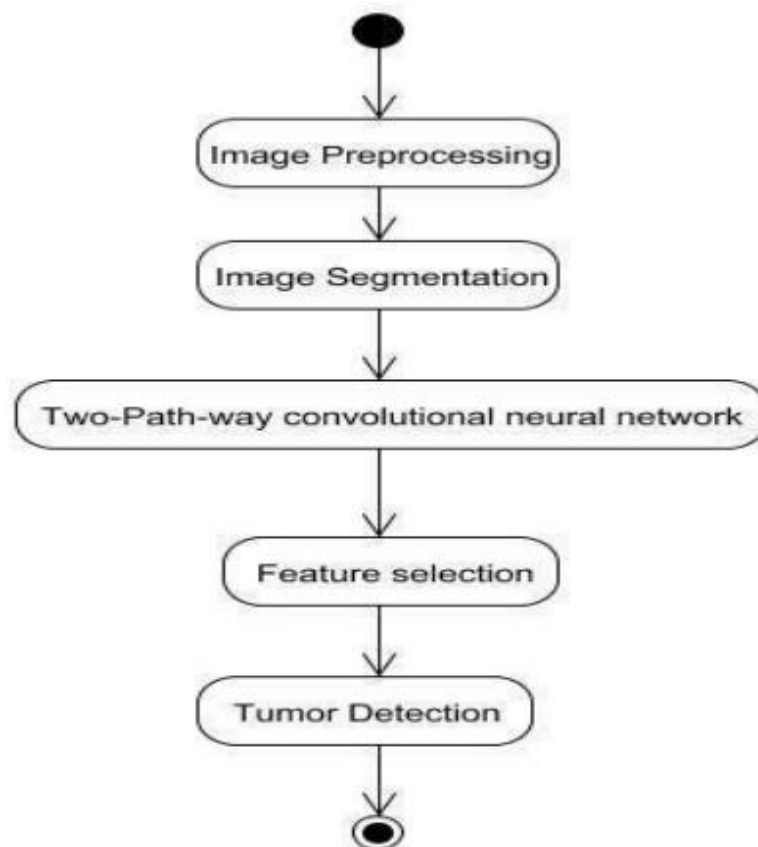 Image Preprocessing
Image Segmentation
Two-Path-way convolutional neural network
Feature selection
Tumor Detection